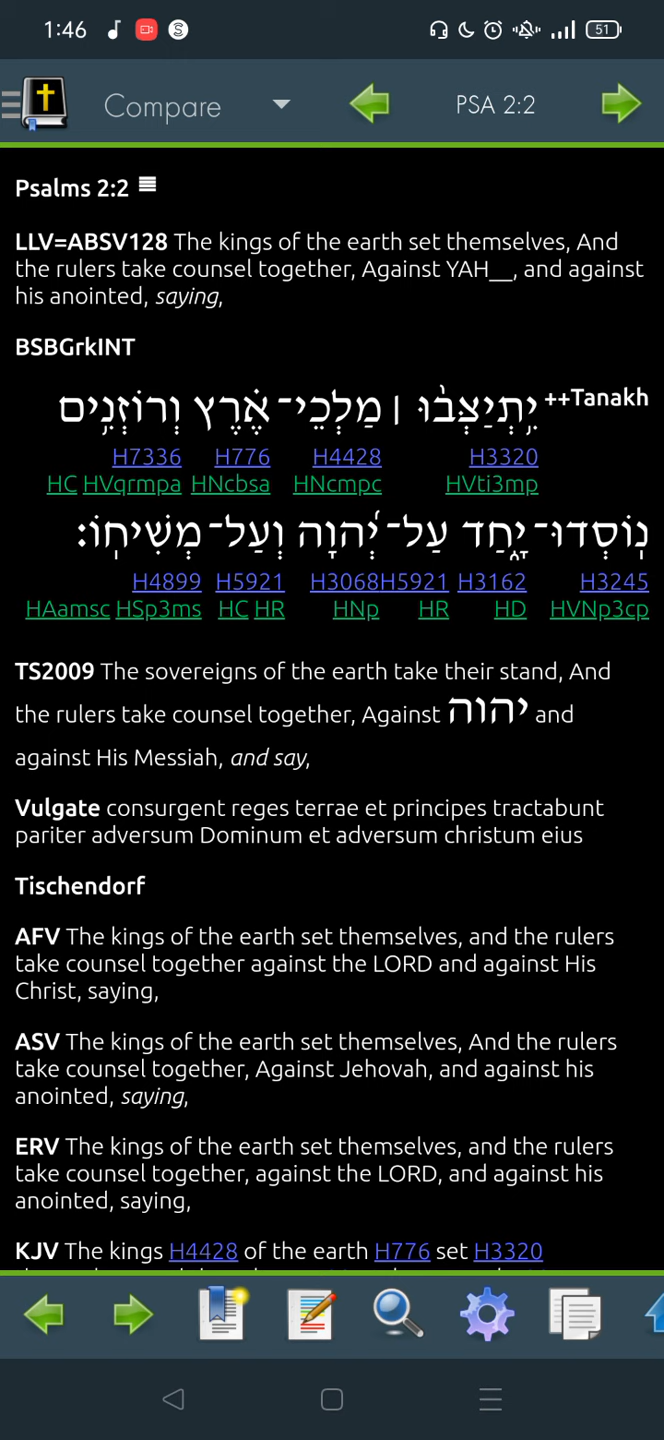 1:46
51
Compare
PSA 2:2
Psalms 2:2
LLV=ABSV128 The kings of the earth set themselves, And
the rulers take counsel together, Against YAH__, and against
his anointed, saying,
BSBGrkINT
++Tanakh יִ֥תְיַצְּב֨וּ ׀ מַלְכֵי־אֶ֗רֶץ וְרוֹזְנִ֥ים
H7336 H776 H4428 H3320
HC HVqrmpa HNcbsa HNcmpc HVti3mp
נֽוֹסְדוּ־יָ֑חַד עַל־יְ֝הוָה וְעַל־מְשִׁיחֽוֹ׃
H4899 H5921 H3068H5921 H3162 H3245
HAamsc HSp3ms HC HR HNp HR HD HVNp3cp
TS2009 The sovereigns of the earth take their stand, And
the rulers take counsel together, Against יהוה and
against His Messiah, and say,
Vulgate consurgent reges terrae et principes tractabunt
pariter adversum Dominum et adversum christum eius
Tischendorf
AFV The kings of the earth set themselves, and the rulers
take counsel together against the LORD and against His
Christ, saying,
ASV The kings of the earth set themselves, And the rulers
take counsel together, Against Jehovah, and against his
anointed, saying,
ERV The kings of the earth set themselves, and the rulers
take counsel together, against the LORD, and against his
anointed, saying,
KJV The kings H4428 of the earth H776 set H3320